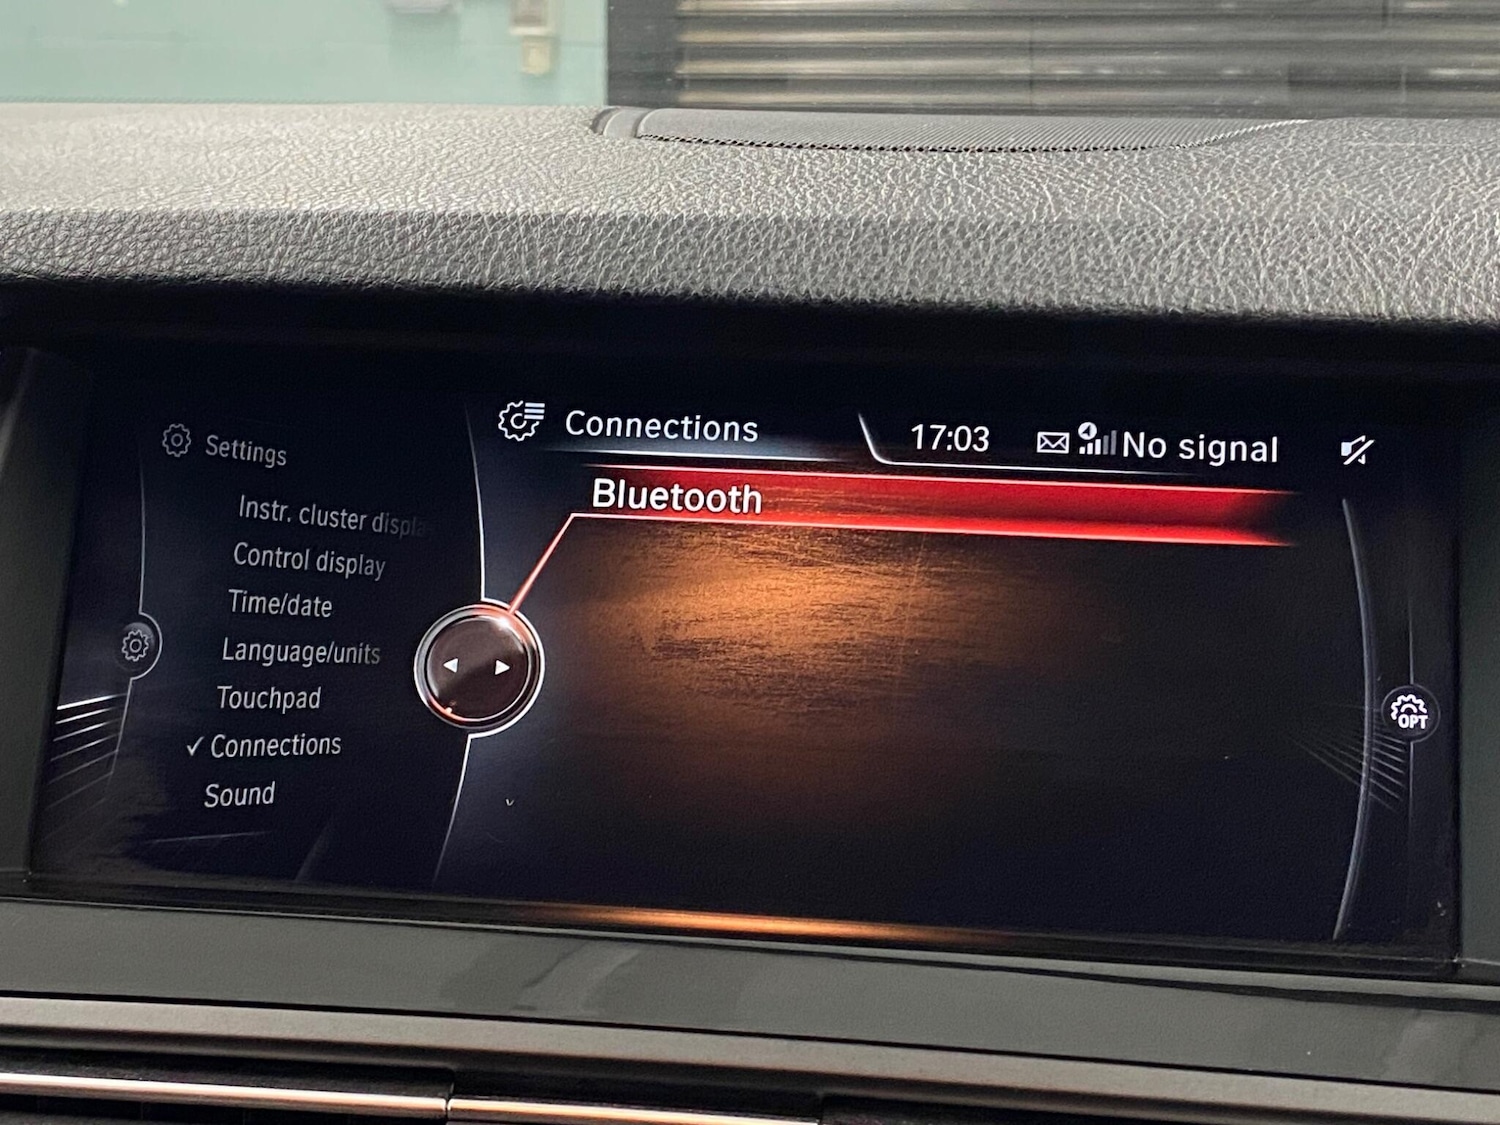 Settings
Instr. cluster displa
Control display
Time/date
Language/units
Touchpad
✓ Connections
Sound
Connections
17:03
No signal
Bluetooth
OPT